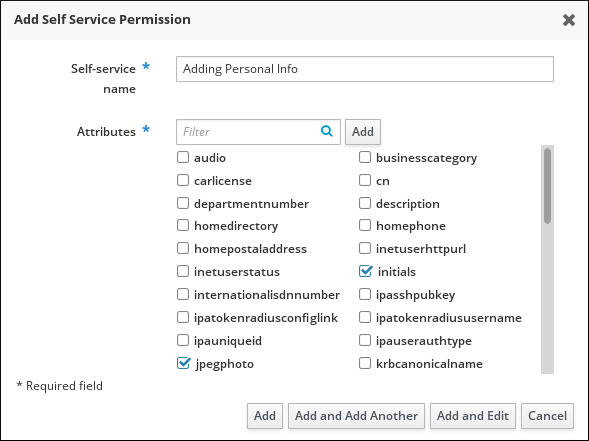 Add Self Service Permission
Self-service * Adding Personal Info
name
Attributes * Filter Add
audio businesscategory
carlicense cn
departmentnumber description
homedirectory homephone
homepostaladdress inetuserhttpurl
inetuserstatus initials
internationalisdnnumber ipasshpubkey
ipatokenradiusconfiglink ipatokenradiususername
ipauniqueid ipauserauthtype
jpegphoto krbcanonicalname
* Required field
Add Add and Add Another Add and Edit Cancel